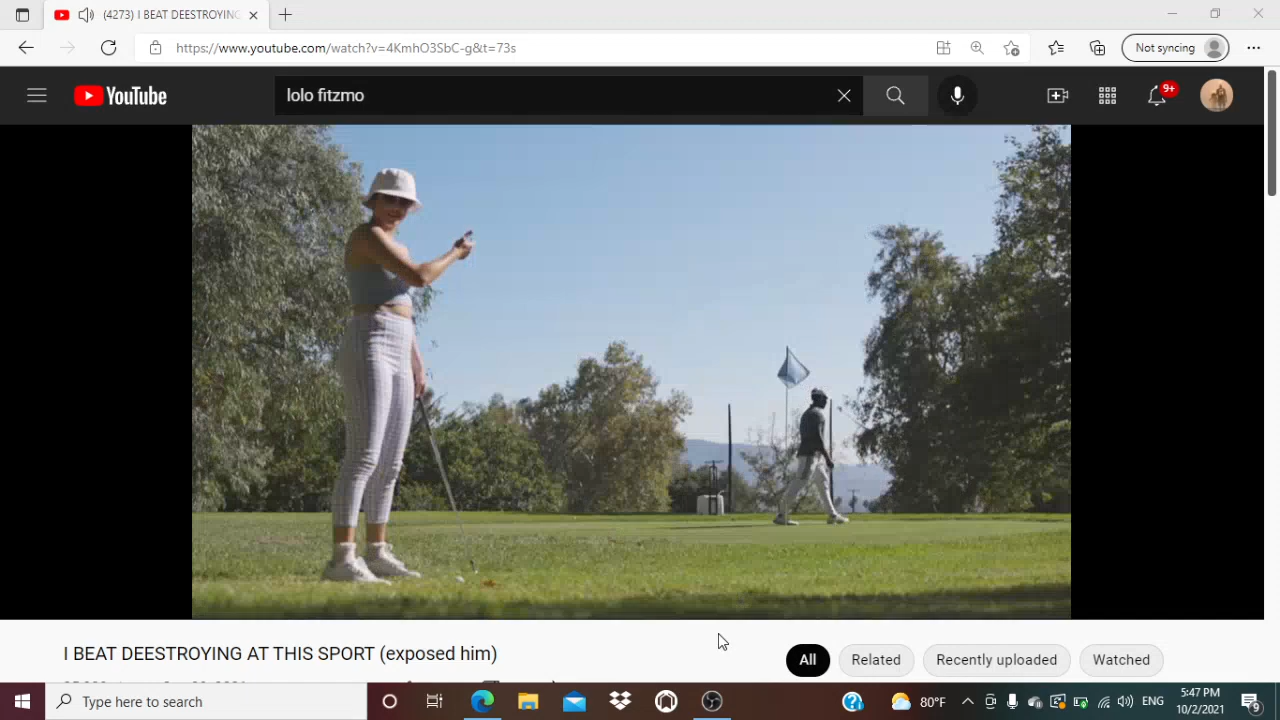 (4273) I BEAT DEESTROYING
https://www.youtube.com/watch?v=4KmhO3SbC-g&t=73s
Not syncing
YouTube
lolo fitzmo
9+
I BEAT DEESTROYING AT THIS SPORT (exposed him)
All
Related
Recently uploaded
Watched
Type here to search
80°F
ENG
5:47 PM
10/2/2021
9